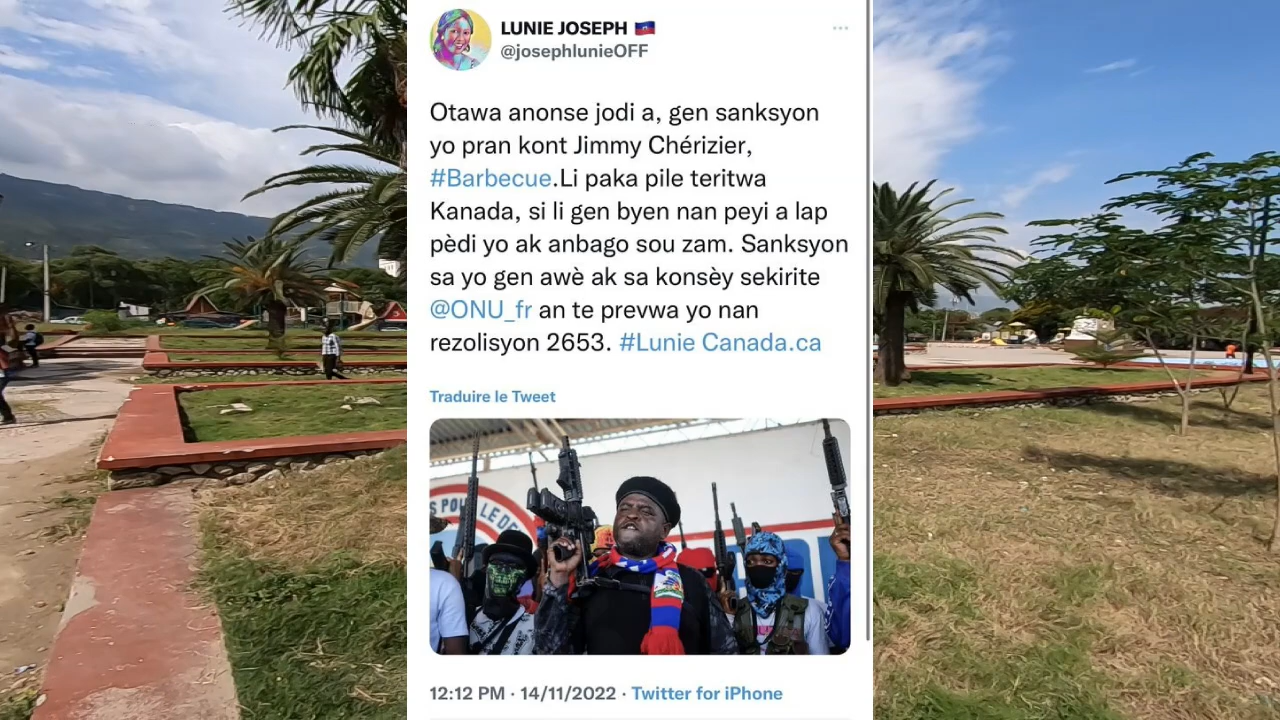 LUNIE JOSEPH 🇭🇹
@josephlunieOFF
Otawa anonse jodi a, gen sanksyon
yo pran kont Jimmy Chérizier,
#Barbecue.Li paka pile teritwa
Kanada, si li gen byen nan peyi a lap
pèdi yo ak anbago sou zam. Sanksyon
sa yo gen awè ak sa konsèy sekirite
@ONU_fr an te prevwa yo nan
rezolisyon 2653. #Lunie Canada.ca
Traduire le Tweet
S POUR LE DE
12:12 PM · 14/11/2022 · Twitter for iPhone